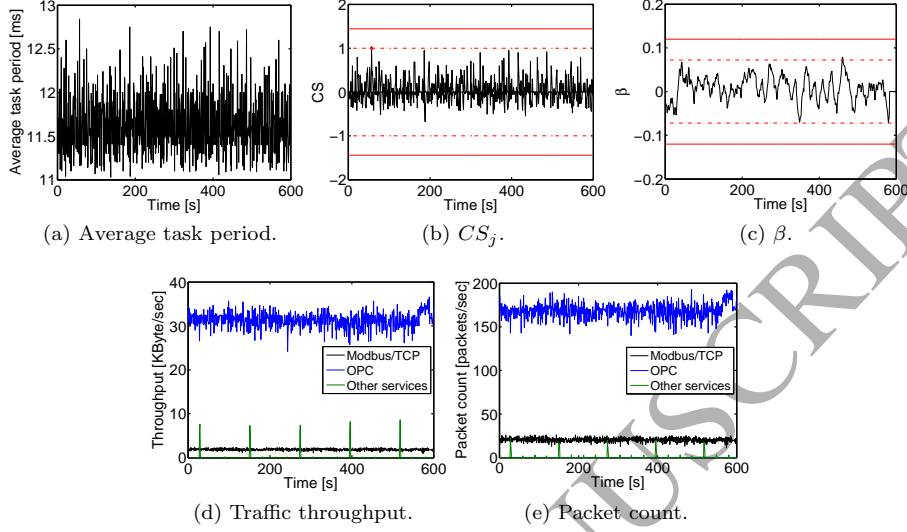 Average task period [ms]
13
12.5
12
11.5
11
0 200 400 600
Time [s]
(a) Average task period.
CS
2
1
0
−1
−2
0 200 400 600
Time [s]
(b) CSj.
β
0.2
0.1
0
−0.1
−0.2
0 200 400 600
Time [s]
(c) β.
Throughput [KByte/sec]
40
30
20
10
0
0 200 400 600
Modbus/TCP
OPC
Other services
Time [s]
(d) Traffic throughput.
Packet count [packets/sec]
200
150
100
50
0
0 200 400 600
Modbus/TCP
OPC
Other services
Time [s]
(e) Packet count.
USCRIPT